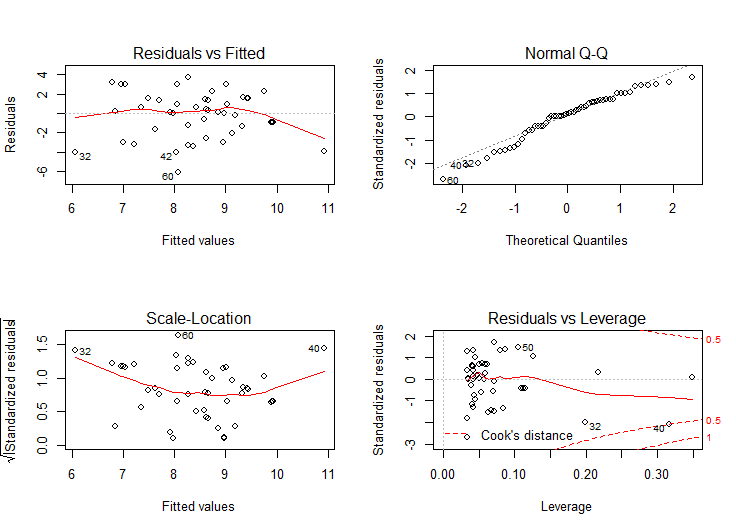 Residuals vs Fitted
Residuals
4
2
-2
-6
32
42
60
6 7 8 9 10 11
Fitted values
Normal Q-Q
Standardized residuals
2
1
0
-1
-2
40
32
60
-2 -1 0 1 2
Theoretical Quantiles
Scale-Location
√|Standardized residuals|
1.5
1.0
0.5
0.0
32
60
40
6 7 8 9 10 11
Fitted values
Residuals vs Leverage
Standardized residuals
2
1
0
-1
-3
50
32
40
Cook's distance
0.5
0.5
1
0.00 0.10 0.20 0.30
Leverage